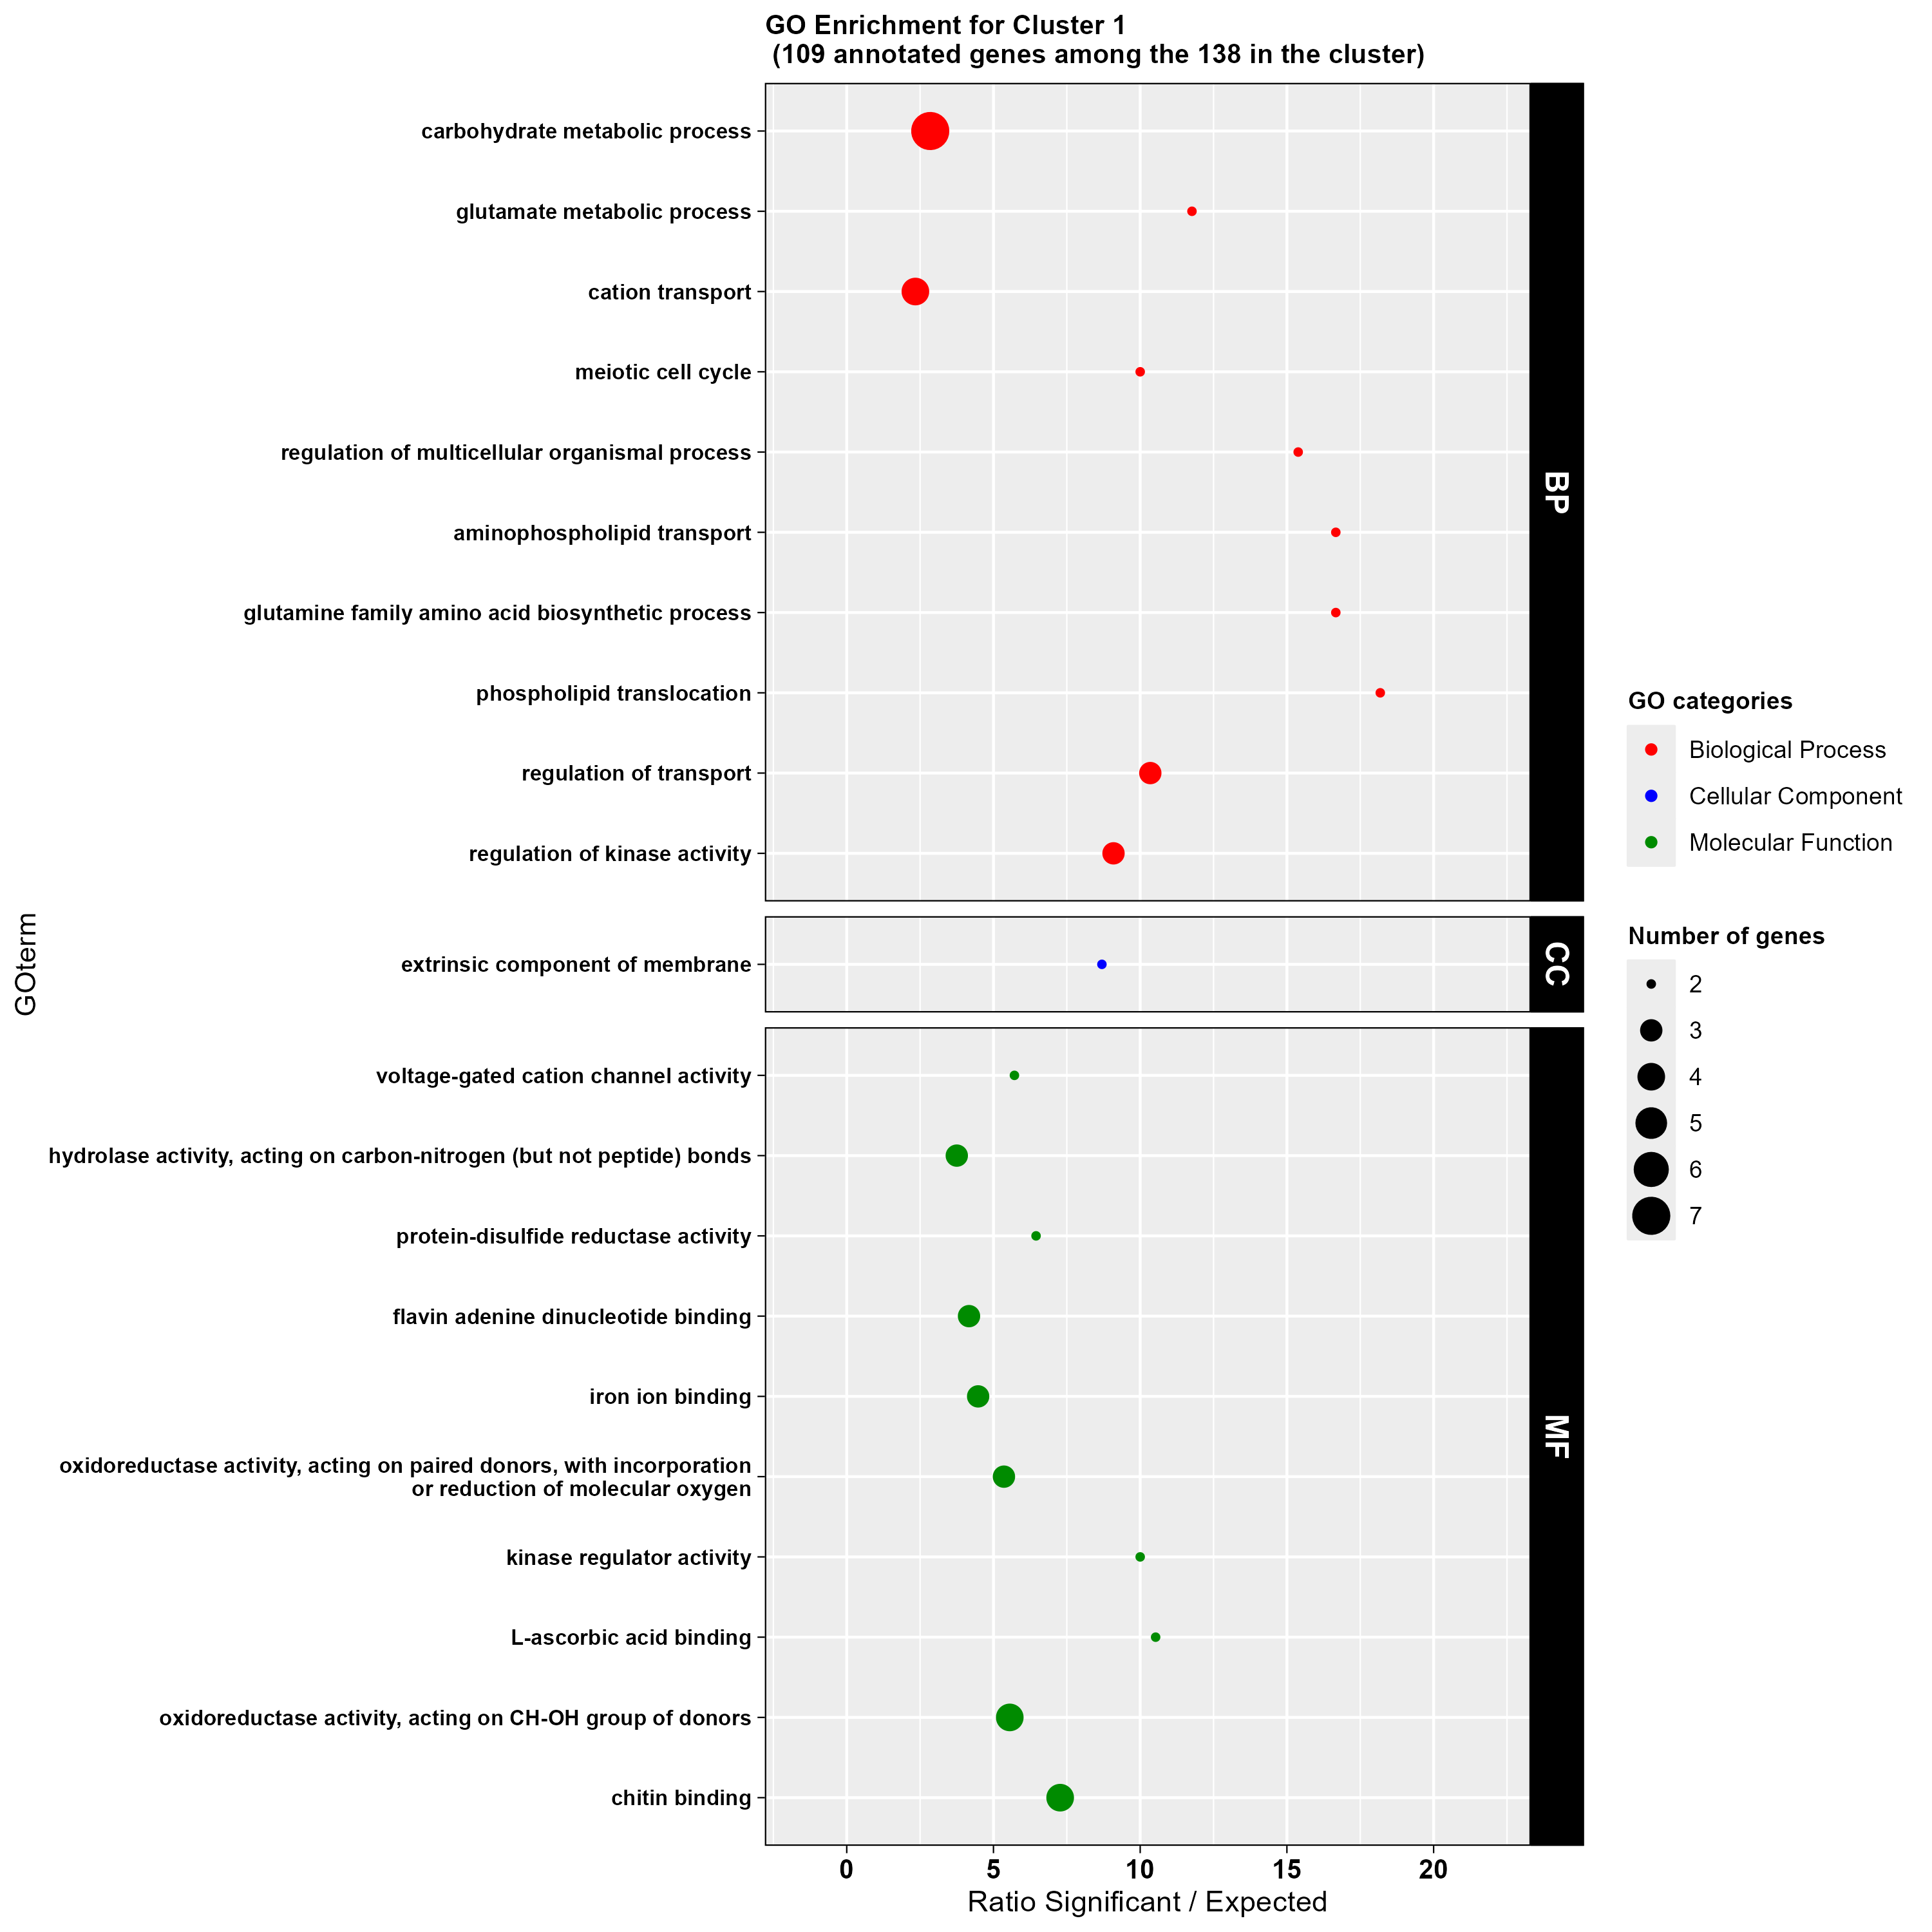 GO Enrichment for Cluster 1
(109 annotated genes among the 138 in the cluster)
carbohydrate metabolic process
glutamate metabolic process
cation transport
meiotic cell cycle
regulation of multicellular organismal process
aminophospholipid transport
glutamine family amino acid biosynthetic process
phospholipid translocation
regulation of transport
regulation of kinase activity
BP
extrinsic component of membrane
CC
voltage-gated cation channel activity
hydrolase activity, acting on carbon-nitrogen (but not peptide) bonds
protein-disulfide reductase activity
flavin adenine dinucleotide binding
iron ion binding
oxidoreductase activity, acting on paired donors, with incorporation
or reduction of molecular oxygen
kinase regulator activity
L-ascorbic acid binding
oxidoreductase activity, acting on CH-OH group of donors
chitin binding
MF
GOterm
0 5 10 15 20
Ratio Significant / Expected
GO categories
Biological Process
Cellular Component
Molecular Function
Number of genes
2
3
4
5
6
7